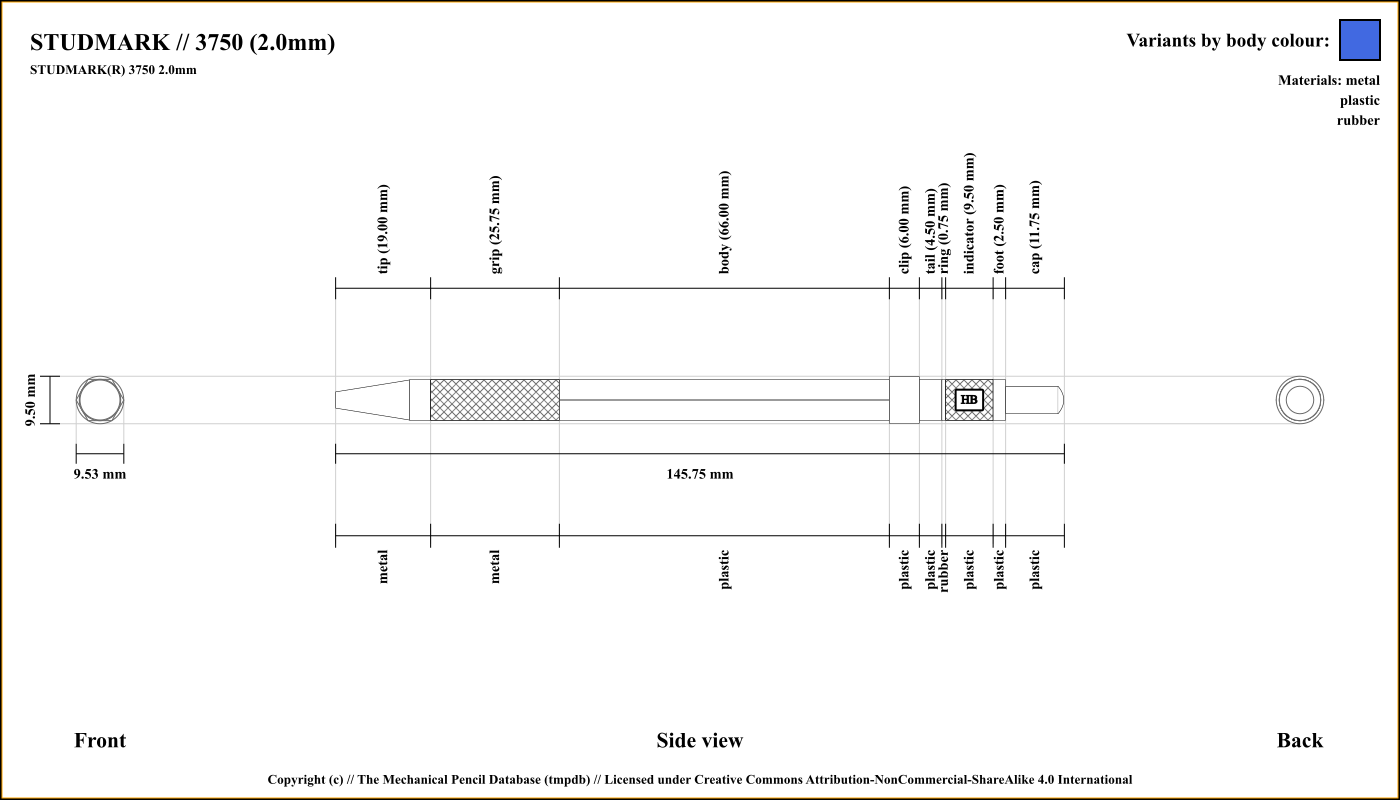 STUDMARK // 3750 (2.0mm)
STUDMARK(R) 3750 2.0mm
Variants by body colour:
Materials: metal
plastic
rubber
tip (19.00 mm)
grip (25.75 mm)
body (66.00 mm)
clip (6.00 mm)
tail (4.50 mm)
ring (0.75 mm)
indicator (9.50 mm)
foot (2.50 mm)
cap (11.75 mm)
9.50 mm
HB
9.53 mm
145.75 mm
metal
metal
plastic
plastic
plastic
rubber
plastic
plastic
plastic
Front
Side view
Back
Copyright (c) // The Mechanical Pencil Database (tmpdb) // Licensed under Creative Commons Attribution-NonCommercial-ShareAlike 4.0 International